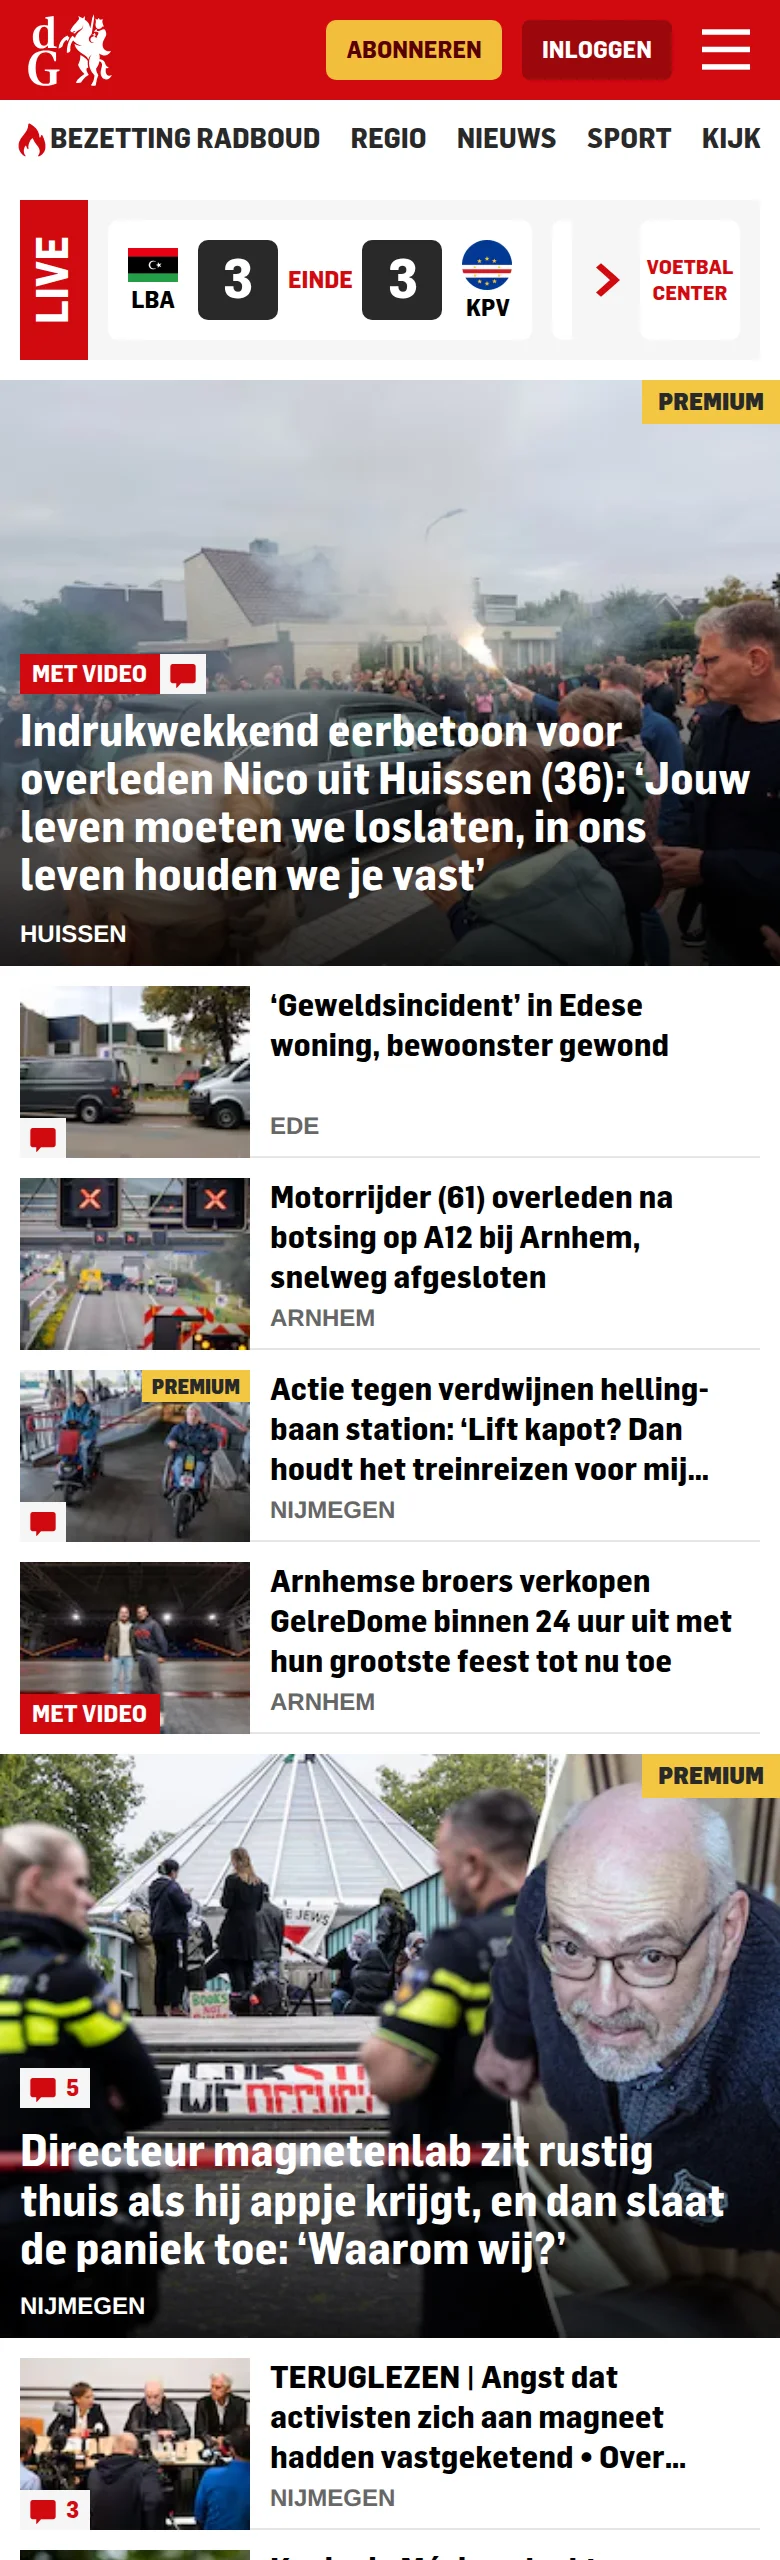 dG
ABONNEREN
INLOGGEN
BEZETTING RADBOUD REGIO NIEUWS SPORT KIJK
LIVE
LBA
3
EINDE
3
KPV
VOETBAL
CENTER
PREMIUM
MET VIDEO
Indrukwekkend eerbetoon voor
overleden Nico uit Huissen (36): ‘Jouw
leven moeten we loslaten, in ons
leven houden we je vast’
HUISSEN
‘Geweldsincident’ in Edese
woning, bewoonster gewond
EDE
Motorrijder (61) overleden na
botsing op A12 bij Arnhem,
snelweg afgesloten
ARNHEM
PREMIUM
Actie tegen verdwijnen helling-
baan station: ‘Lift kapot? Dan
houdt het treinreizen voor mij...
NIJMEGEN
MET VIDEO
Arnhemse broers verkopen
GelreDome binnen 24 uur uit met
hun grootste feest tot nu toe
ARNHEM
PREMIUM
JEWS
BOOKS
NOT
5
Directeur magnetenlab zit rustig
thuis als hij appje krijgt, en dan slaat
de paniek toe: ‘Waarom wij?’
NIJMEGEN
3
TERUGLEZEN | Angst dat
activisten zich aan magneet
hadden vastgeketend • Over...
NIJMEGEN